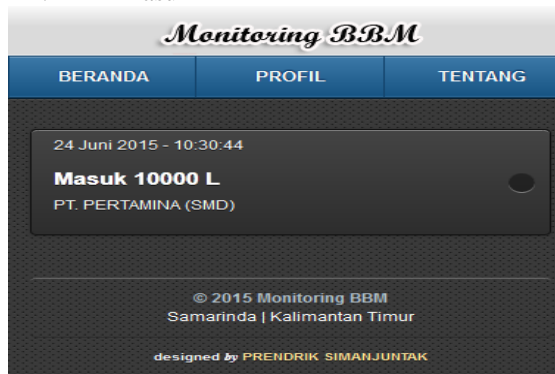 Monitoring BBM
BERANDA PROFIL TENTANG
24 Juni 2015 - 10:30:44
Masuk 10000 L
PT. PERTAMINA (SMD)
© 2015 Monitoring BBM
Samarinda | Kalimantan Timur
designed by PRENDRIK SIMANJUNTAK